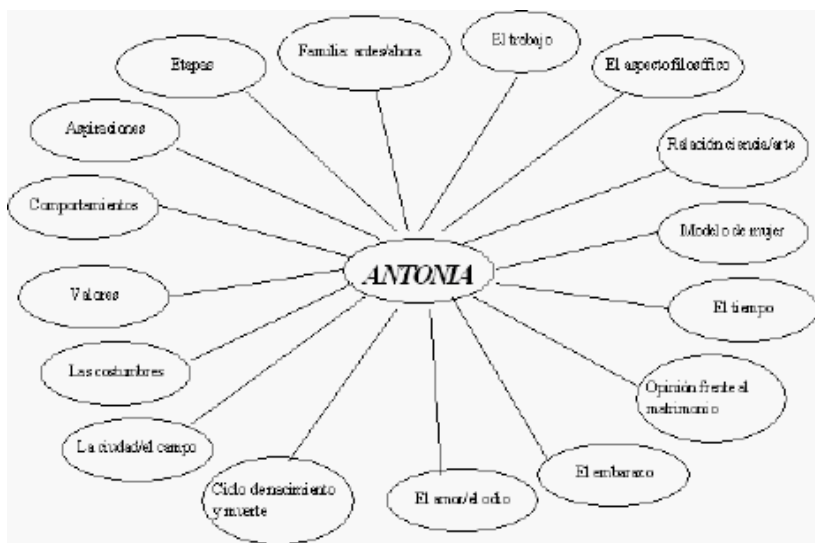 Etapas
Familia: antes/ahora
El trabajo
El aspecto filosófico
Aspiraciones
Relación ciencia/arte
Comportamientos
Modelo de mujer
ANTONIA
Valores
El tiempo
Las costumbres
Opinión frente al
matrimonio
La ciudad/el campo
El embarazo
Ciclo de nacimiento
y muerte
El amor/el odio